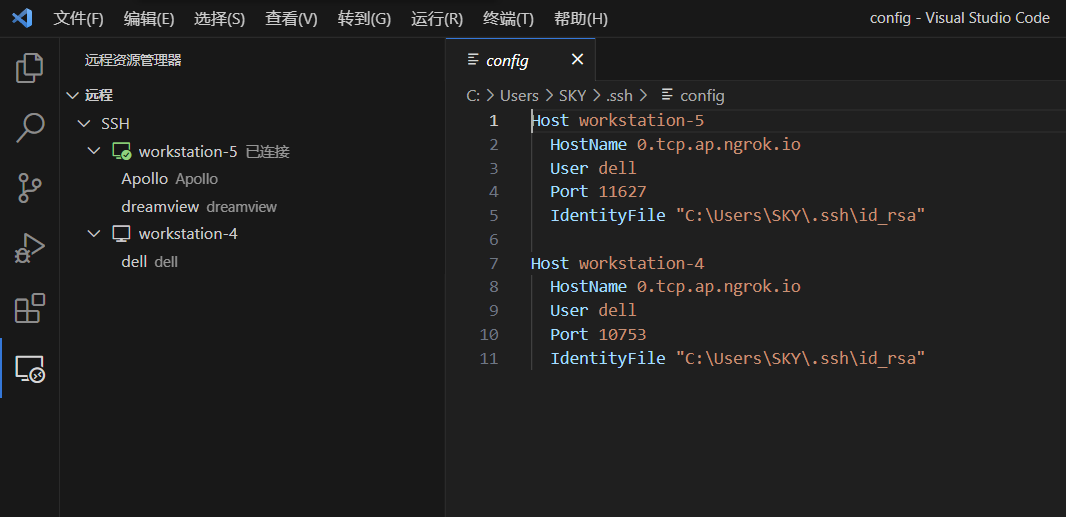 文件(F) 编辑(E) 选择(S) 查看(V) 转到(G) 运行(R) 终端(T) 帮助(H) config - Visual Studio Code
远程资源管理器
远程
SSH
workstation-5 已连接
Apollo Apollo
dreamview dreamview
workstation-4
dell dell
config
C: > Users > SKY > .ssh > config
1 Host workstation-5
2 HostName 0.tcp.ap.ngrok.io
3 User dell
4 Port 11627
5 IdentityFile "C:\Users\SKY\.ssh\id_rsa"
6
7 Host workstation-4
8 HostName 0.tcp.ap.ngrok.io
9 User dell
10 Port 10753
11 IdentityFile "C:\Users\SKY\.ssh\id_rsa"